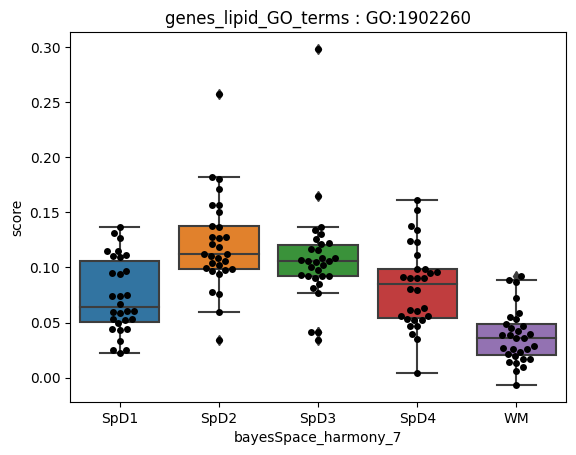 genes_lipid_GO_terms : GO:1902260
0.30
0.25
0.20
0.15
0.10
0.05
0.00
score
SpD1 SpD2 SpD3 SpD4 WM
bayesSpace_harmony_7